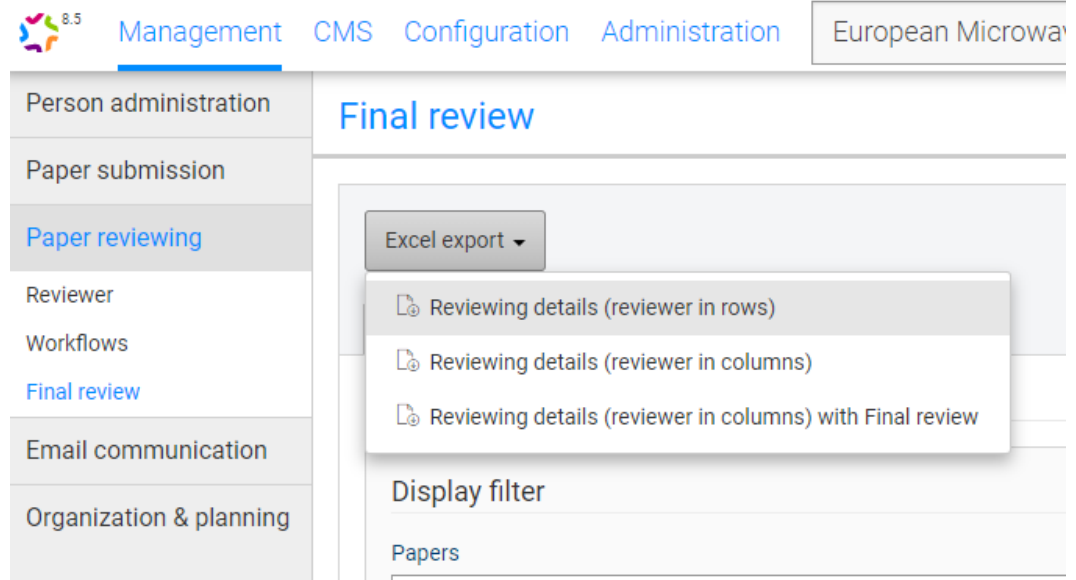 8.5
Management CMS Configuration Administration European
Person administration
Final review
Paper submission
Paper reviewing
Excel export
Reviewer
Reviewing details (reviewer in rows)
Workflows
Reviewing details (reviewer in columns)
Final review
Reviewing details (reviewer in columns) with Final review
Email communication
Display filter
Organization & planning
Papers